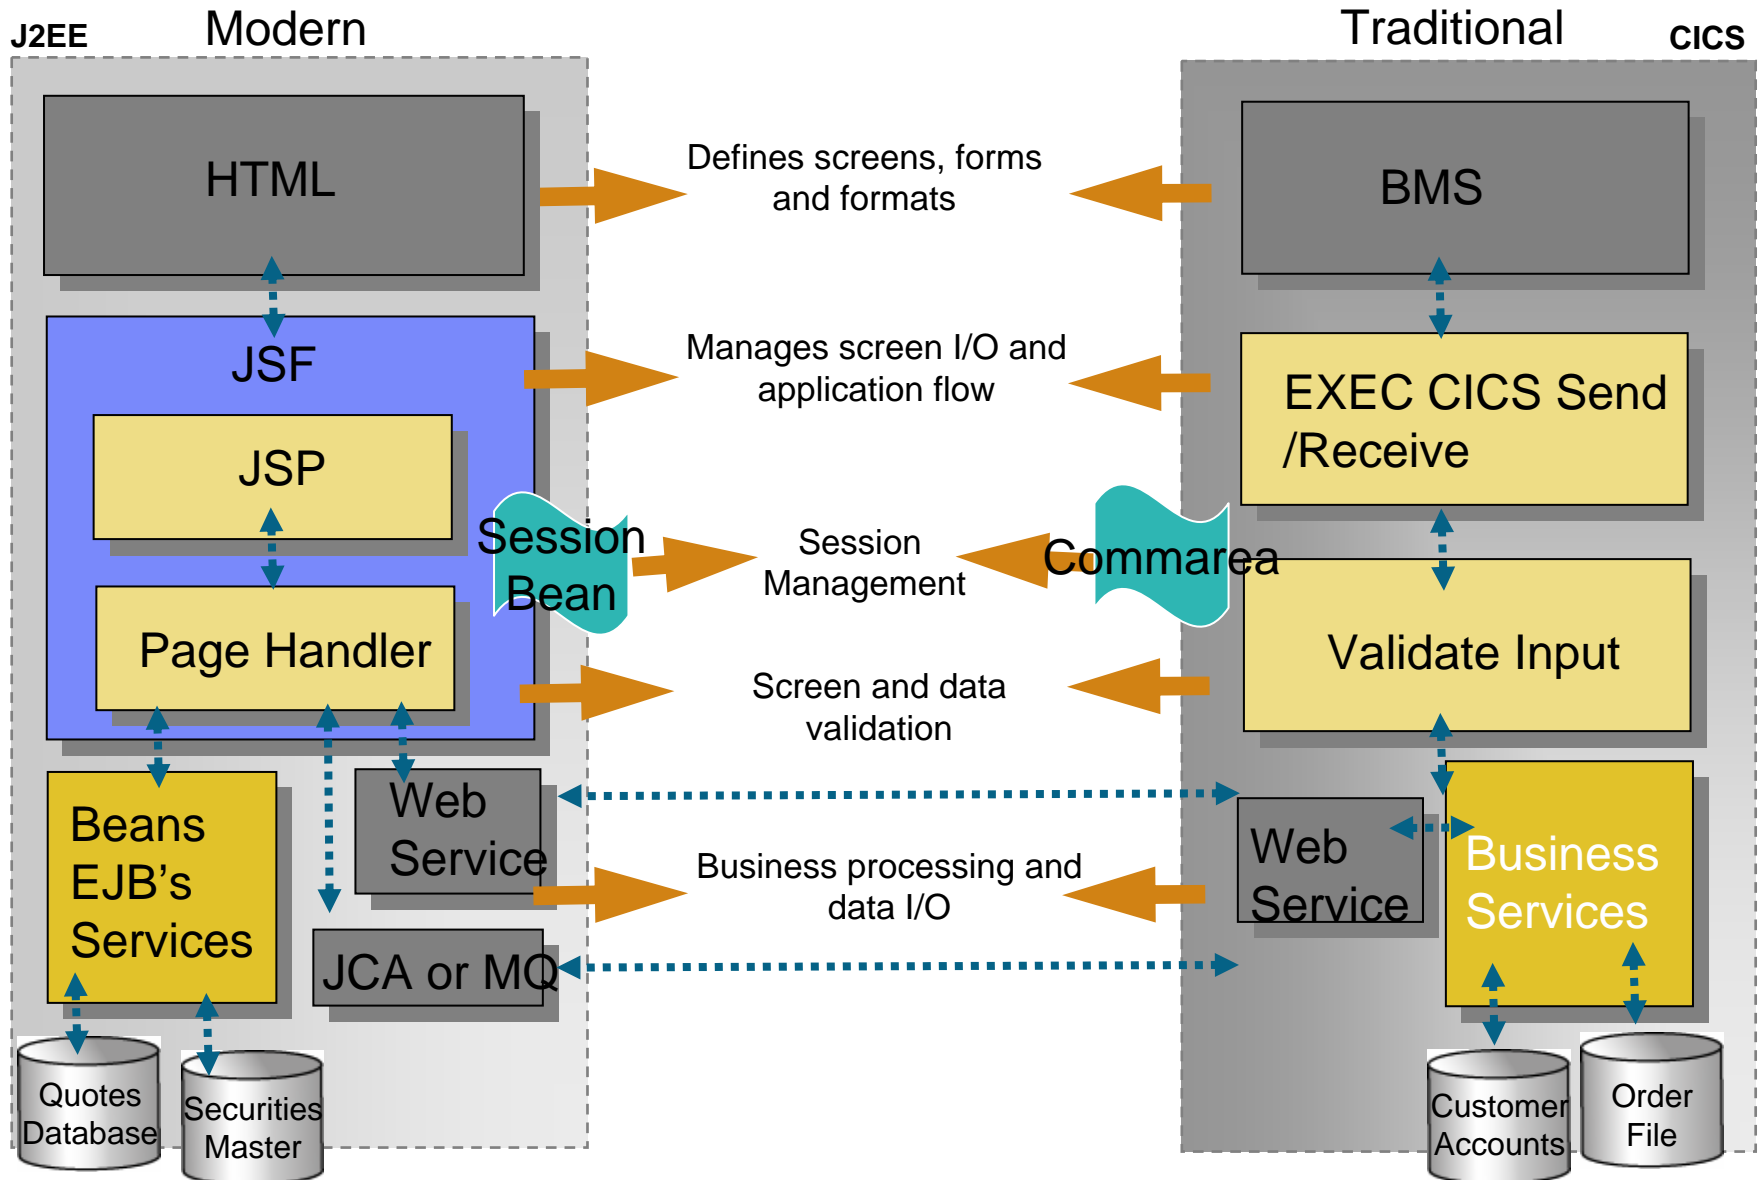 J2EE
Modern
Traditional
CICS
HTML
Defines screens, forms
and formats
BMS
JSF
Manages screen I/O and
application flow
EXEC CICS Send
/Receive
JSP
Session
Bean
Session
Management
Commarea
Page Handler
Screen and data
validation
Validate Input
Beans
EJB’s
Services
Web
Service
Business processing and
data I/O
Web
Service
Business
Services
JCA or MQ
Quotes
Database
Securities
Master
Customer
Accounts
Order
File